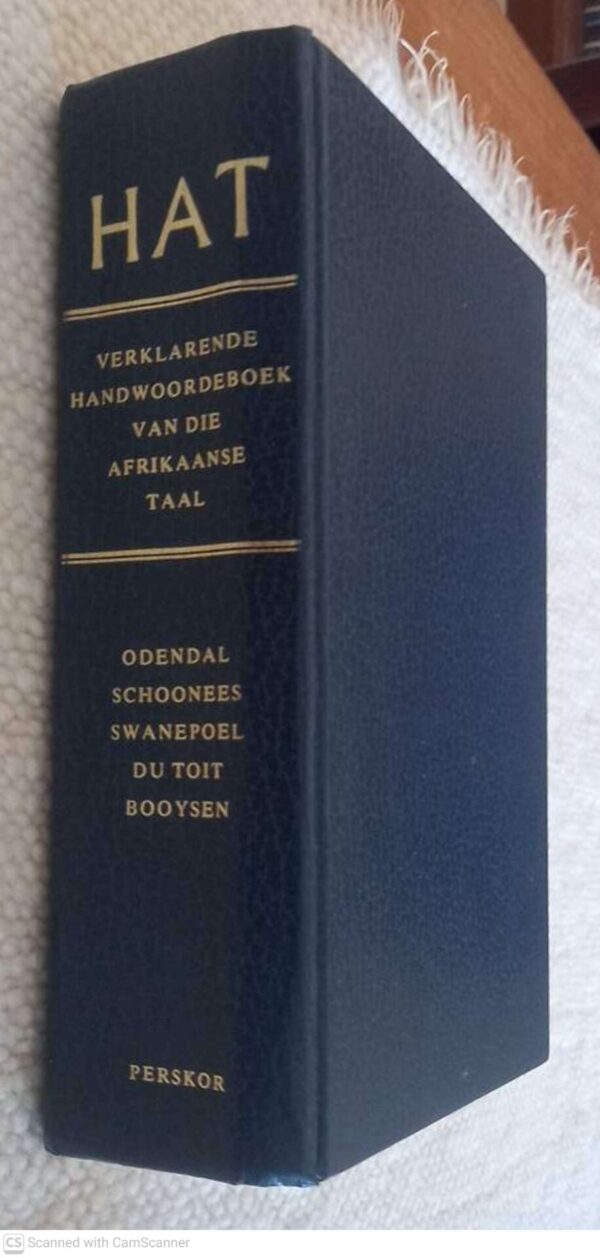 HAT
VERKLARENDE
HANDWOORDEBOEK
VAN DIE
AFRIKAANSE
TAAL
ODENDAL
SCHOONEES
SWANEPOEL
DU TOIT
BOOYSEN
PERSKOR
CS Scanned with CamScanner